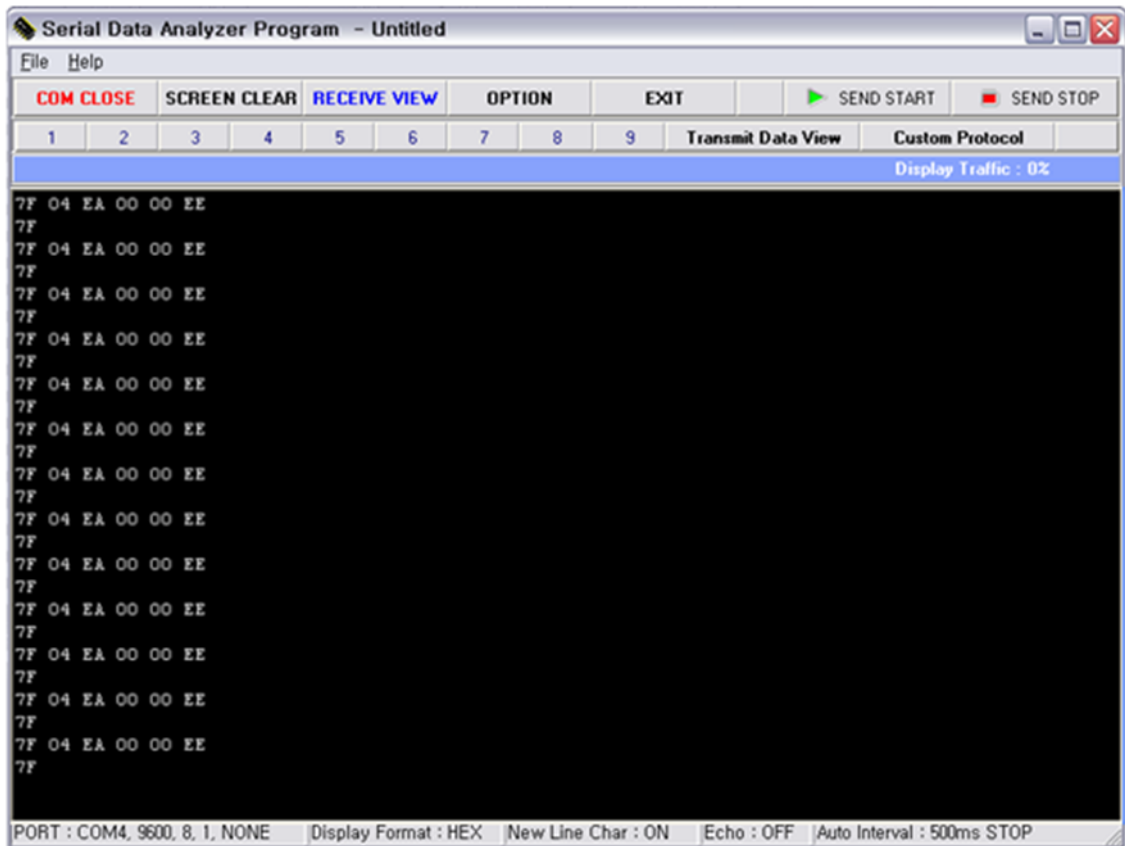 Serial Data Analyzer Program - Untitled
File Help
COM CLOSE SCREEN CLEAR RECEIVE VIEW OPTION EXIT SEND START SEND STOP
1 2 3 4 5 6 7 8 9 Transmit Data View Custom Protocol
Display Traffic : 0%
7F 04 EA 00 00 EE
7F
7F 04 EA 00 00 EE
7F
7F 04 EA 00 00 EE
7F
7F 04 EA 00 00 EE
7F
7F 04 EA 00 00 EE
7F
7F 04 EA 00 00 EE
7F
7F 04 EA 00 00 EE
7F
7F 04 EA 00 00 EE
7F
7F 04 EA 00 00 EE
7F
7F 04 EA 00 00 EE
7F
7F 04 EA 00 00 EE
7F
7F 04 EA 00 00 EE
7F
7F 04 EA 00 00 EE
7F
PORT : COM4, 9600, 8, 1, NONE Display Format : HEX New Line Char : ON Echo : OFF Auto Interval : 500ms STOP